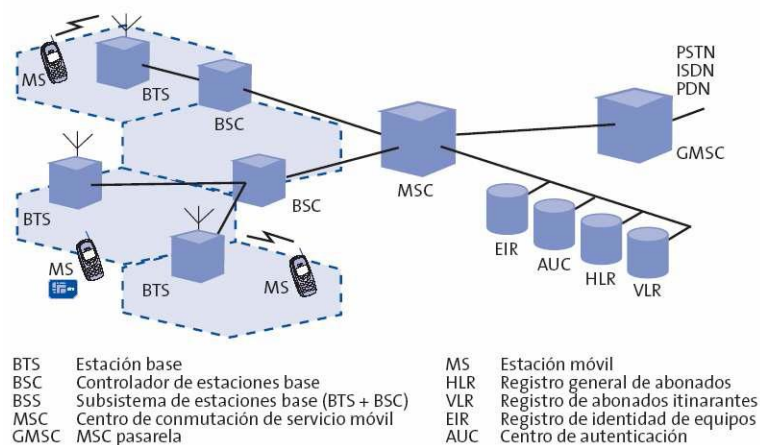 MS
BTS
BSC
PSTN
ISDN
PDN
MSC
GMSC
BTS
BSC
MS
BTS
MS
EIR
AUC
HLR
VLR
BTS Estación base
BSC Controlador de estaciones base
BSS Subsistema de estaciones base (BTS + BSC)
MSC Centro de conmutación de servicio móvil
GMSC MSC pasarela
MS Estación móvil
HLR Registro general de abonados
VLR Registro de abonados itinarantes
EIR Registro de identidad de equipos
AUC Centro de autenticación